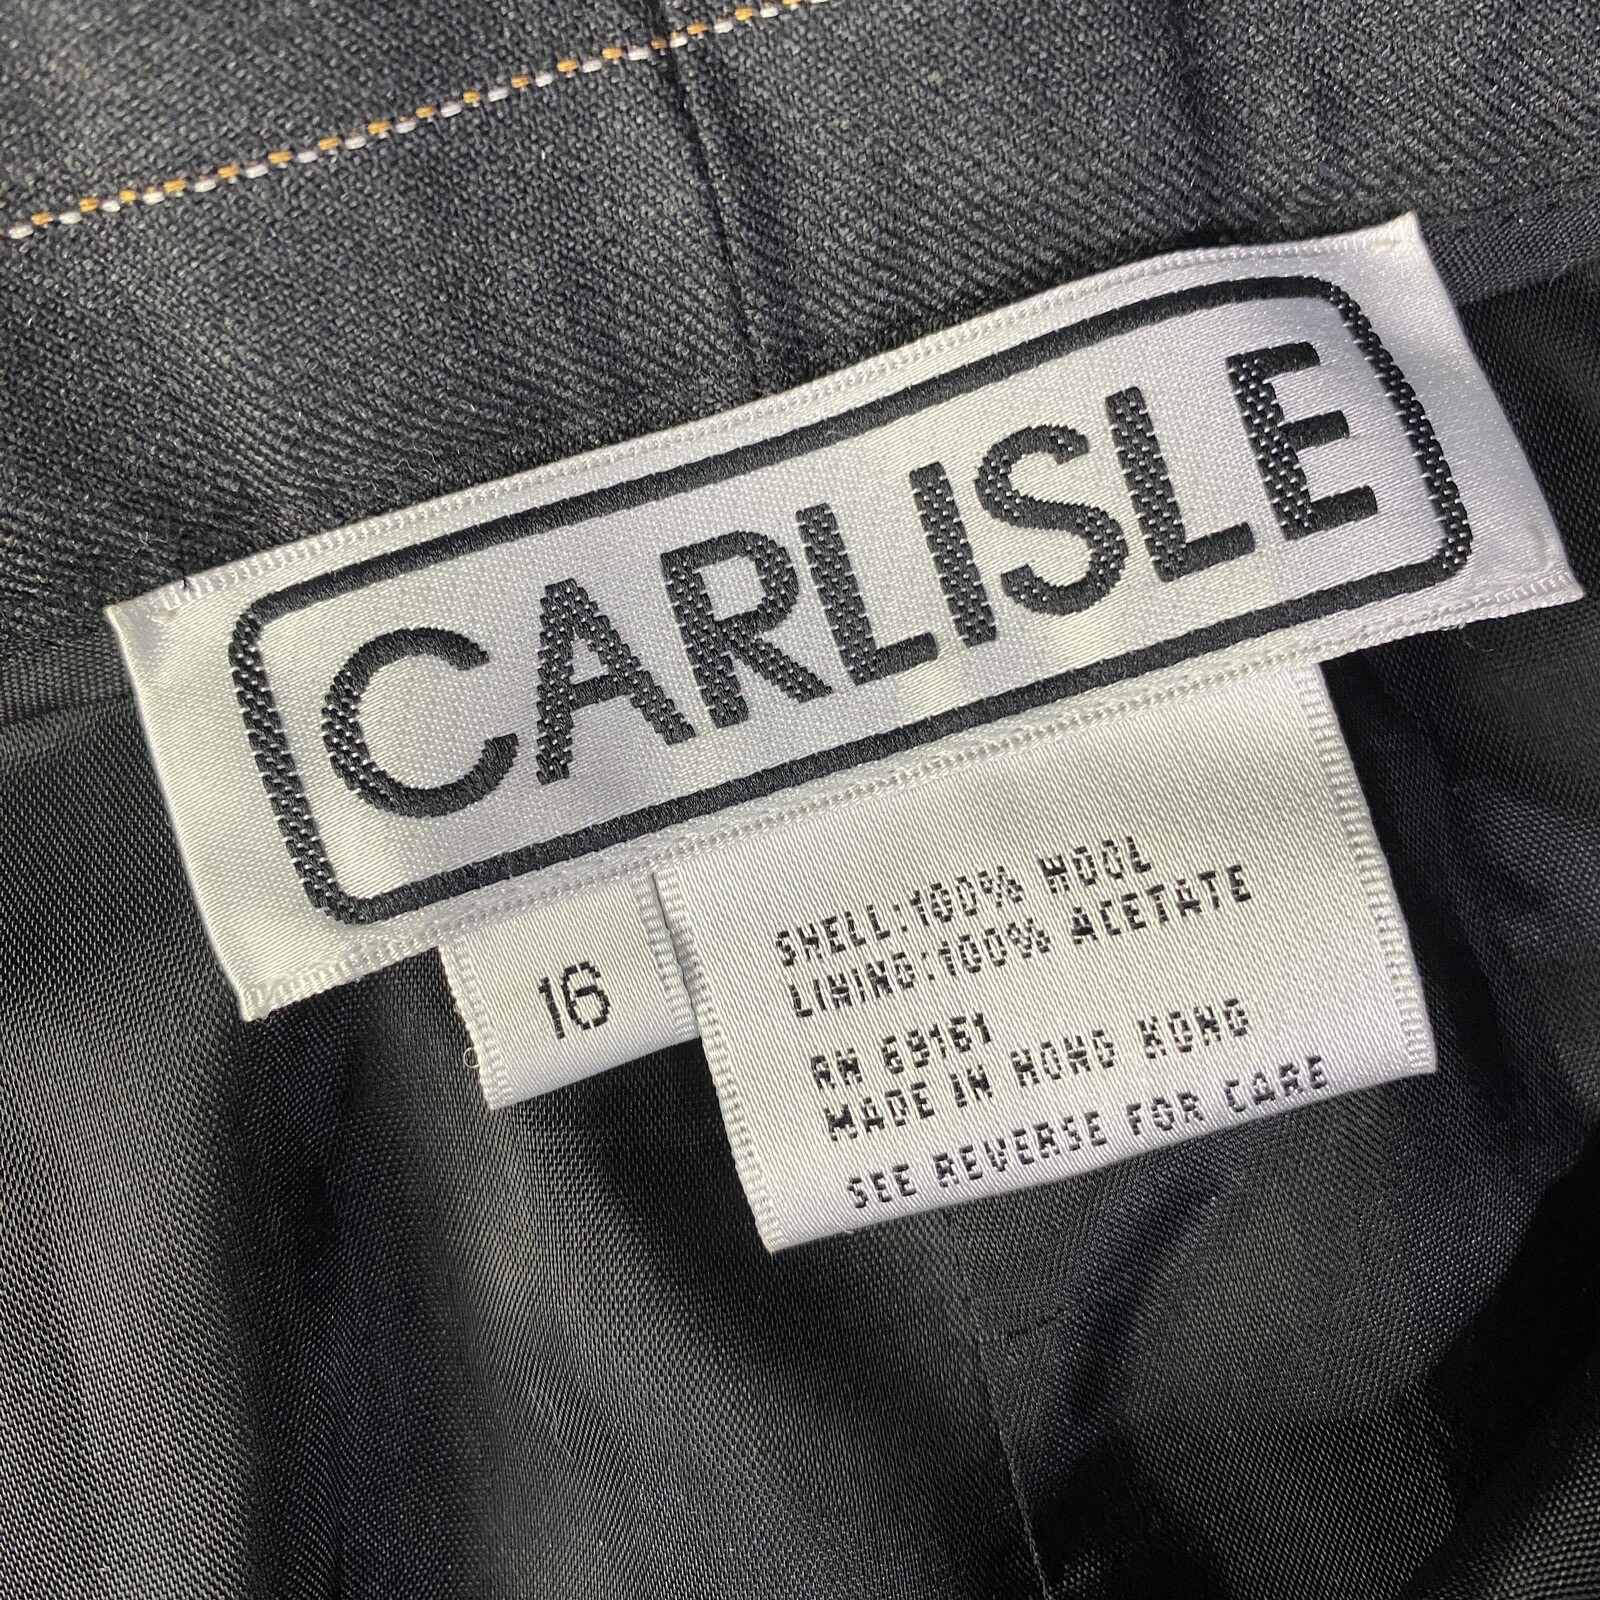 CARLISLE
16
SHELL:100% WOOL
LINING:100% ACETATE
RN 69161
MADE IN HONG KONG
SEE REVERSE FOR CARE